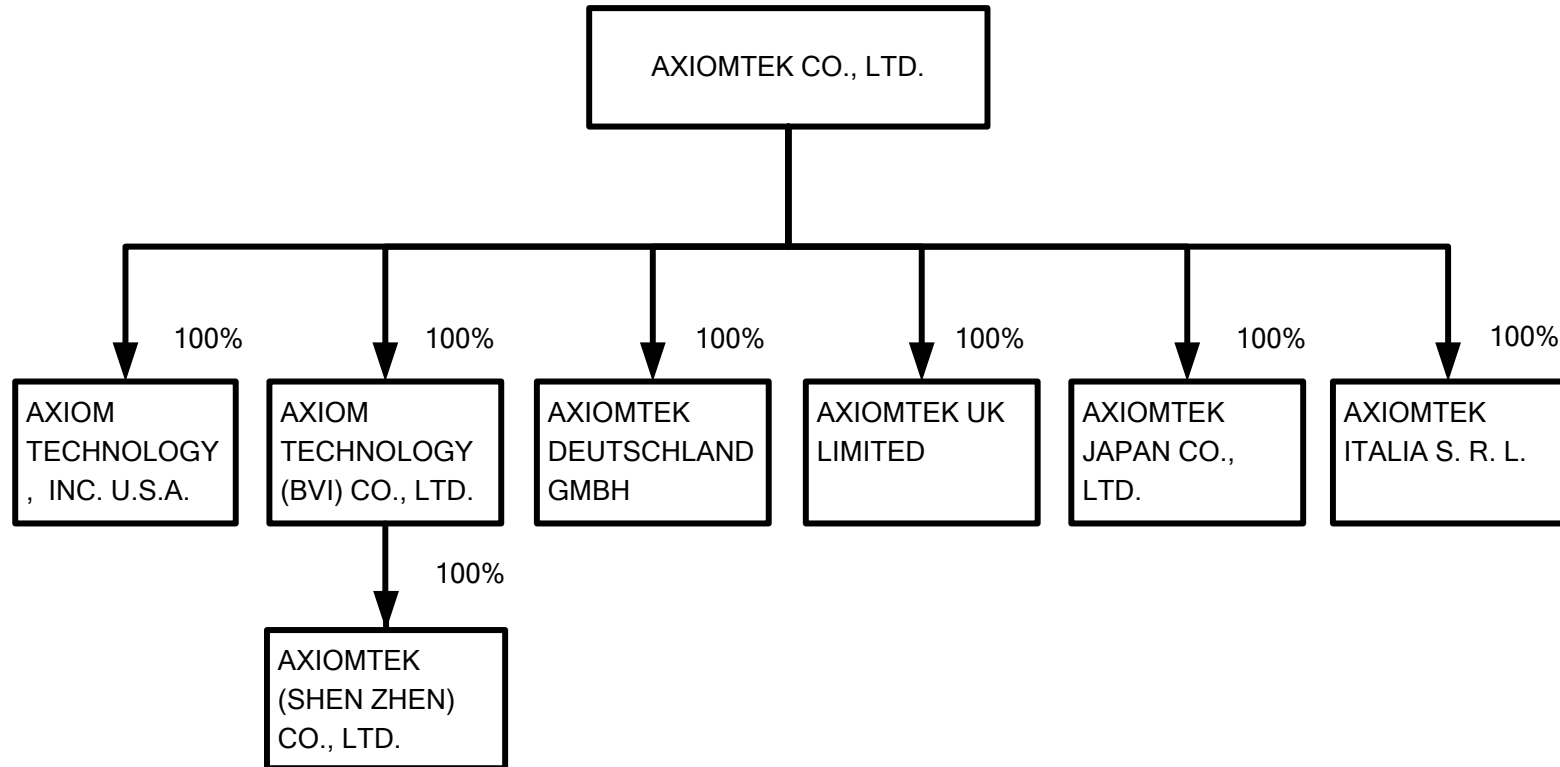 AXIOMTEK CO., LTD.
100%
100%
100%
100%
100%
100%
AXIOM
TECHNOLOGY
, INC. U.S.A.
AXIOM
TECHNOLOGY
(BVI) CO., LTD.
AXIOMTEK
DEUTSCHLAND
GMBH
AXIOMTEK UK
LIMITED
AXIOMTEK
JAPAN CO.,
LTD.
AXIOMTEK
ITALIA S. R. L.
100%
AXIOMTEK
(SHEN ZHEN)
CO., LTD.